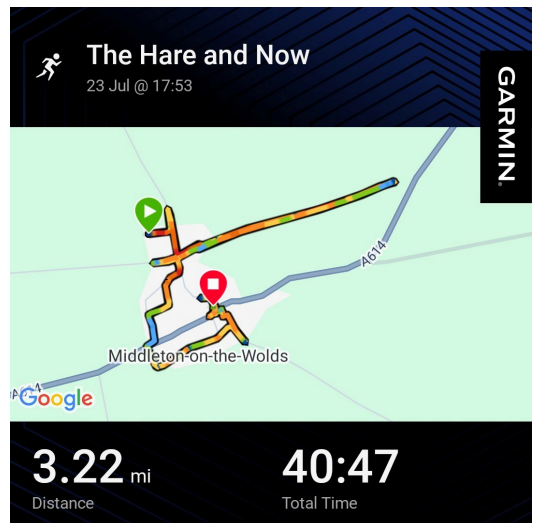 The Hare and Now
23 Jul @ 17:53
GARMIN
A614
Middleton-on-the-Wolds
Google
3.22 mi
40:47
Distance
Total Time